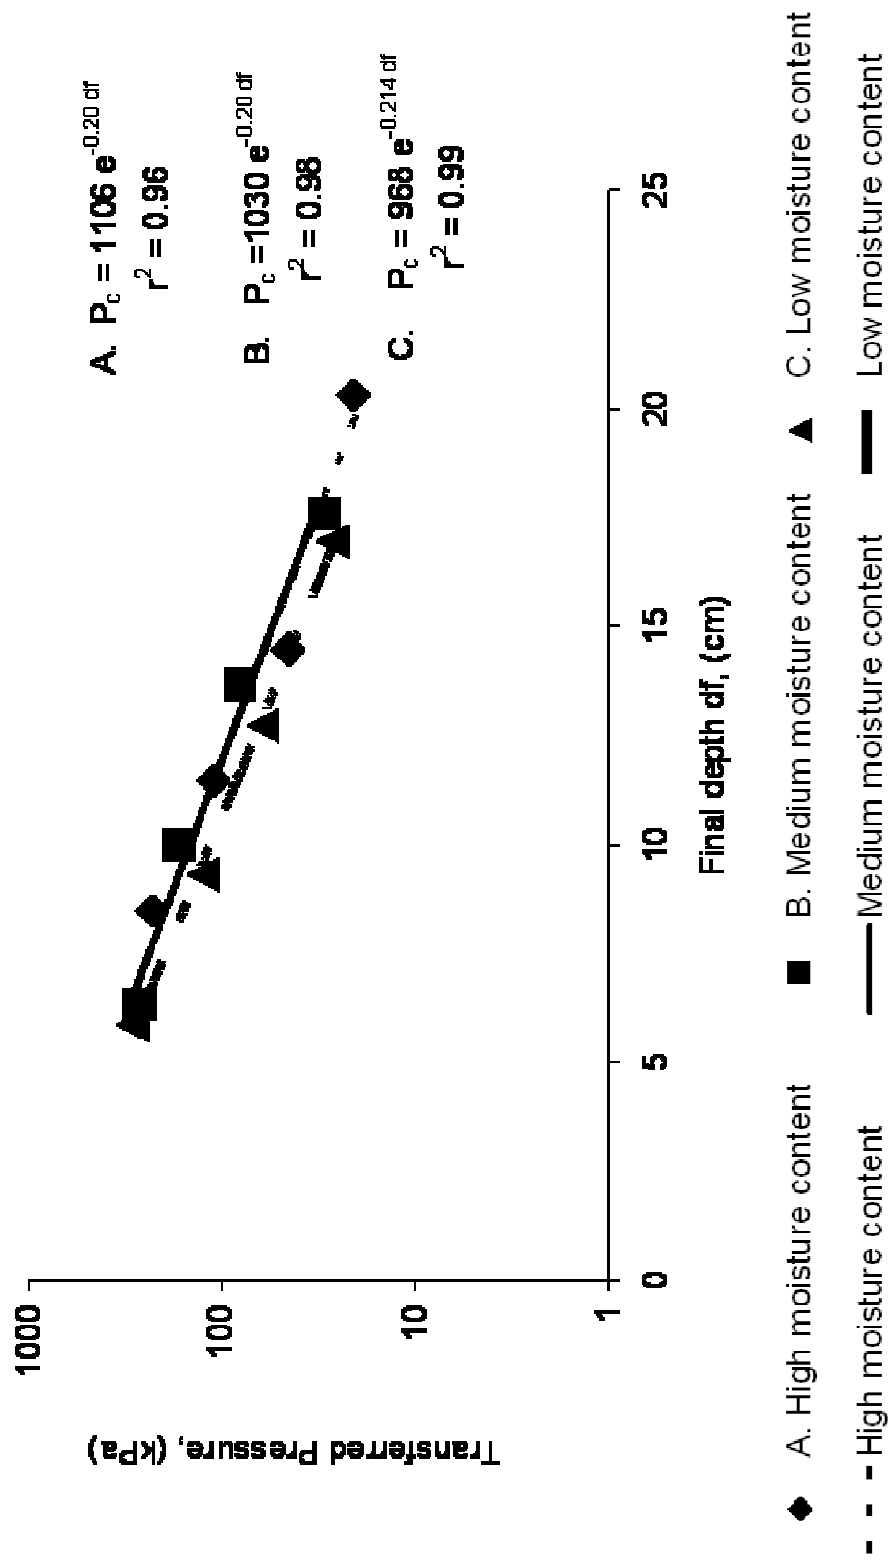 A. Pc = 1106 e^-0.20 df
r² = 0.96
B. Pc =1030 e^-0.20 df
r² = 0.98
C. Pc = 968 e^-0.214 df
r² = 0.99
Transferred Pressure, (kPa)
1000
100
10
1
0 5 10 15 20 25
Final depth df, (cm)
A. High moisture content B. Medium moisture content C. Low moisture content
High moisture content Medium moisture content Low moisture content